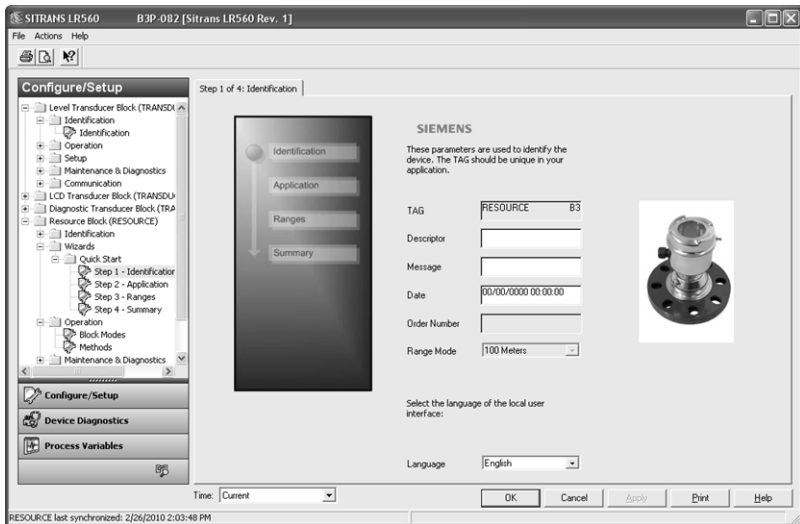 SITRANS LR560 B3P-082 [Sitrans LR560 Rev. 1]
File Actions Help
Configure/Setup
Level Transducer Block (TRANSDU
Identification
Identification
Operation
Setup
Maintenance & Diagnostics
Communication
LCD Transducer Block (TRANSDU
Diagnostic Transducer Block (TRA
Resource Block (RESOURCE)
Identification
Wizards
Quick Start
Step 1 - Identification
Step 2 - Application
Step 3 - Ranges
Step 4 - Summary
Operation
Block Modes
Methods
Maintenance & Diagnostics
Configure/Setup
Device Diagnostics
Process Variables
Step 1 of 4: Identification
Identification
Application
Ranges
Summary
SIEMENS
These parameters are used to identify the
device. The TAG should be unique in your
application.
TAG RESOURCE B3
Descriptor
Message
Date 00/00/0000 00:00:00
Order Number
Range Mode 100 Meters
Select the language of the local user
interface:
Language English
Time: Current
OK Cancel Apply Print Help
RESOURCE last synchronized: 2/26/2010 2:03:48 PM